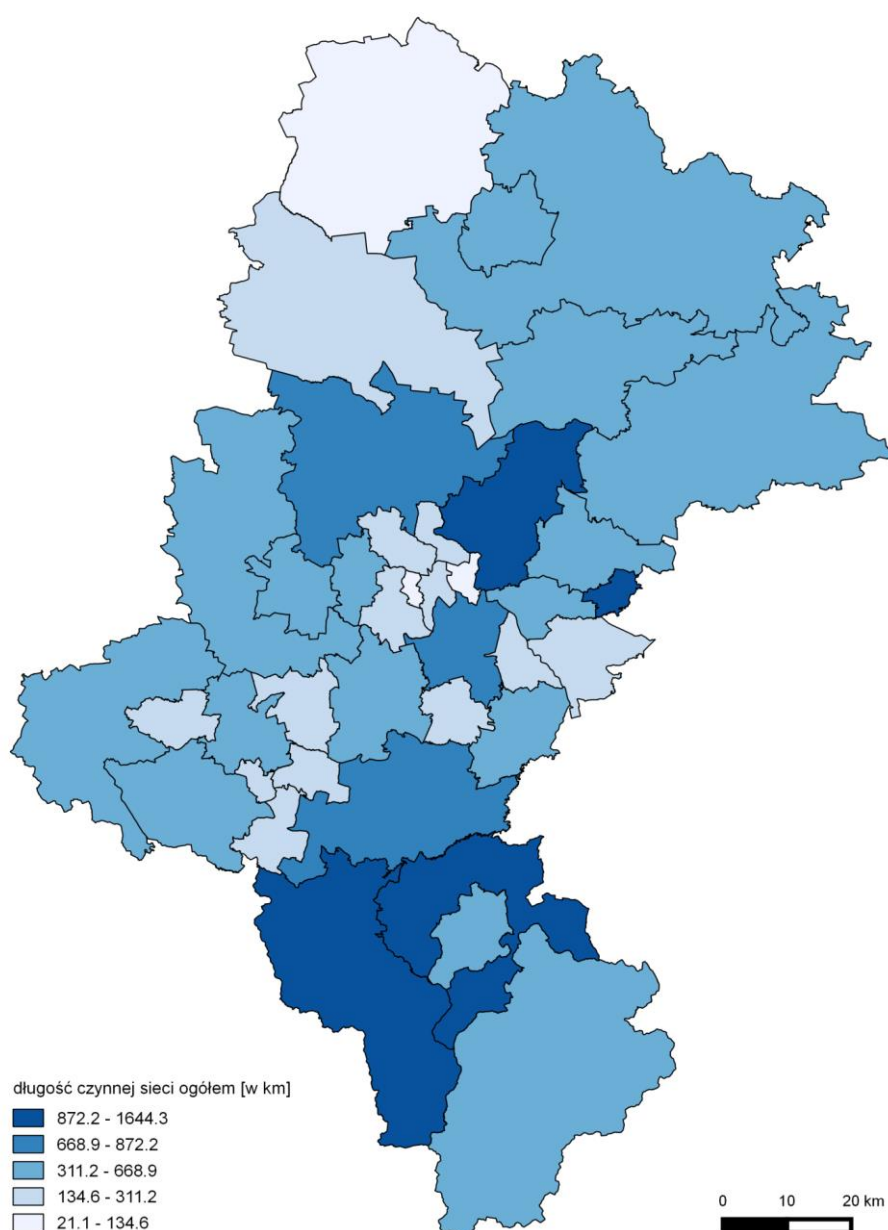 długość czynnej sieci ogółem [w km]
872.2 - 1644.3
668.9 - 872.2
311.2 - 668.9
134.6 - 311.2
21.1 - 134.6
0 10 20 km